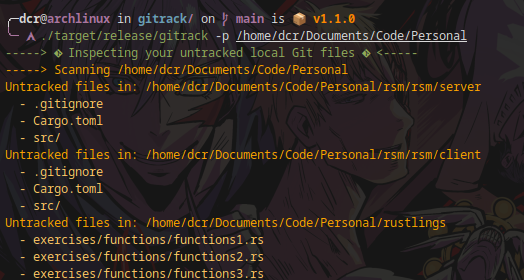 dcr@archlinux in gitrack/ on main is 📦 v1.1.0
./target/release/gitrack -p /home/dcr/Documents/Code/Personal
-----> � Inspecting your untracked local Git files � <-----
-----> Scanning /home/dcr/Documents/Code/Personal
Untracked files in: /home/dcr/Documents/Code/Personal/rsm/rsm/server
- .gitignore
- Cargo.toml
- src/
Untracked files in: /home/dcr/Documents/Code/Personal/rsm/rsm/client
- .gitignore
- Cargo.toml
- src/
Untracked files in: /home/dcr/Documents/Code/Personal/rustlings
- exercises/functions/functions1.rs
- exercises/functions/functions2.rs
- exercises/functions/functions3.rs